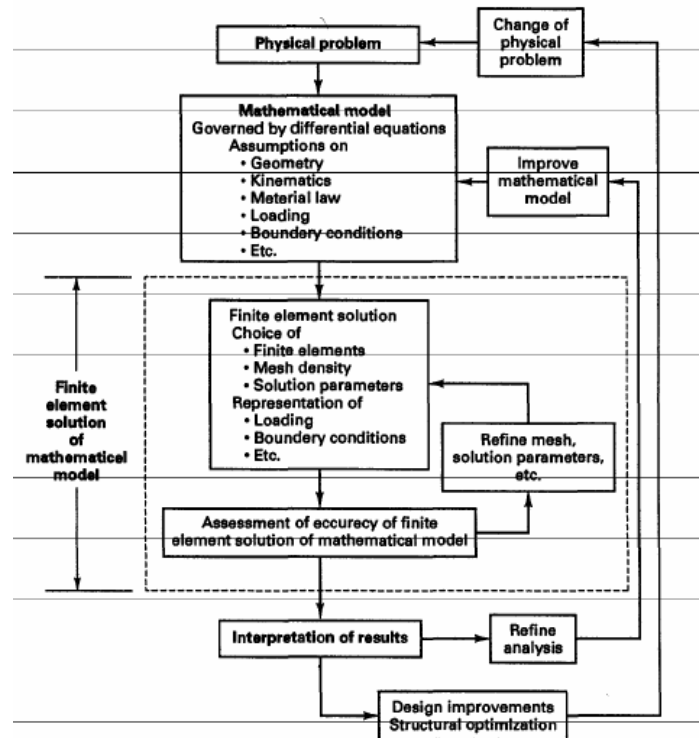 Physical problem
Change of
physical
problem
Mathematical model
Governed by differential equations
Assumptions on
• Geometry
• Kinematics
• Material law
• Loading
• Boundary conditions
• Etc.
Improve
mathematical
model
Finite
element
solution
of
mathematicel
model
Finite element solution
Choice of
• Finite elements
• Mesh density
• Solution parameters
Representation of
• Loading
• Boundary conditions
• Etc.
Refine mesh,
solution parameters,
etc.
Assessment of eccurecy of finite
element solution of mathematical model
Interpretation of results
Refine
analysis
Design improvements
Structural optimization